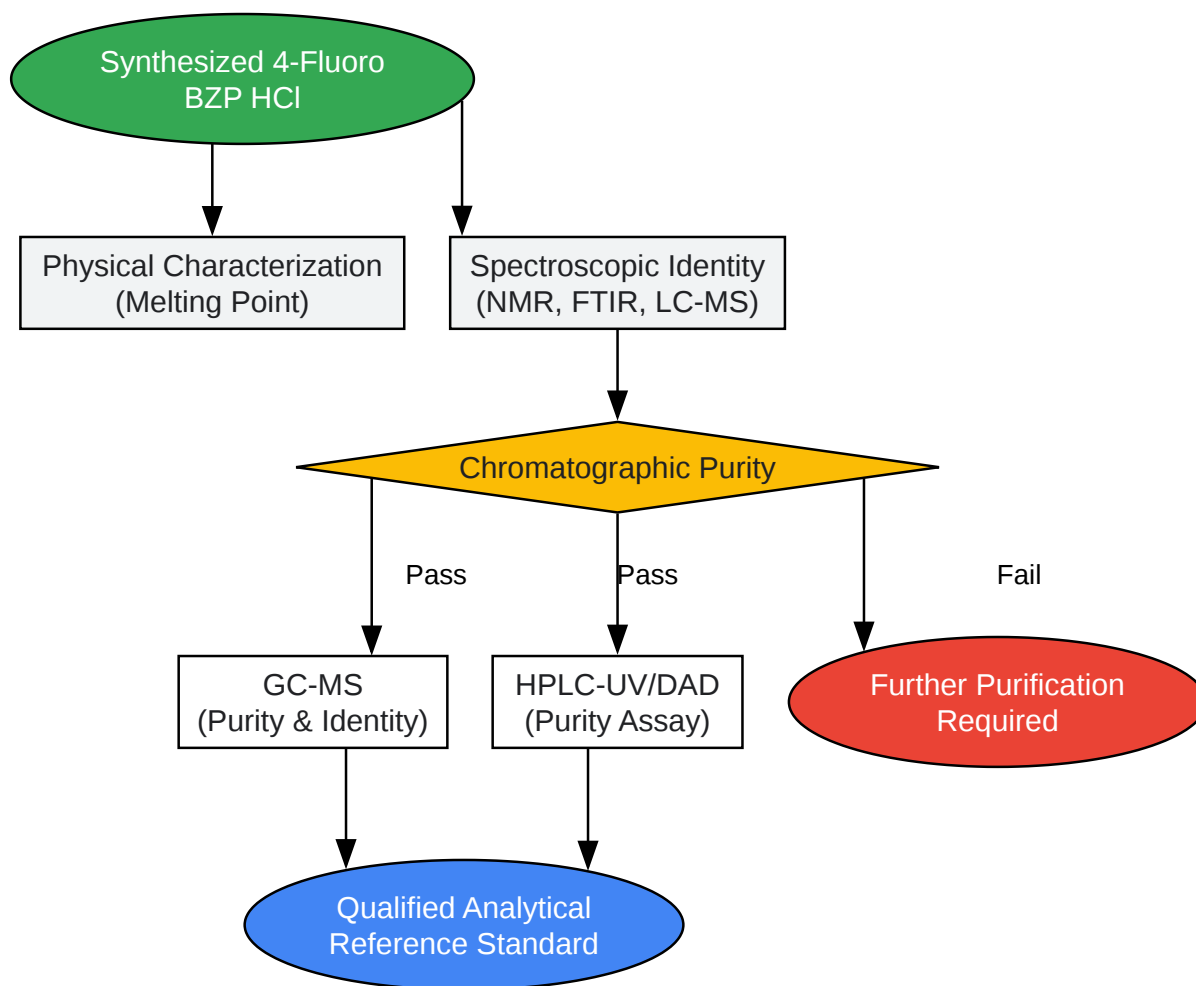 Synthesized 4-Fluoro
BZP HCl
Physical Characterization
(Melting Point)
Spectroscopic Identity
(NMR, FTIR, LC-MS)
Chromatographic Purity
Pass
Pass
Fail
GC-MS
(Purity & Identity)
HPLC-UV/DAD
(Purity Assay)
Further Purification
Required
Qualified Analytical
Reference Standard